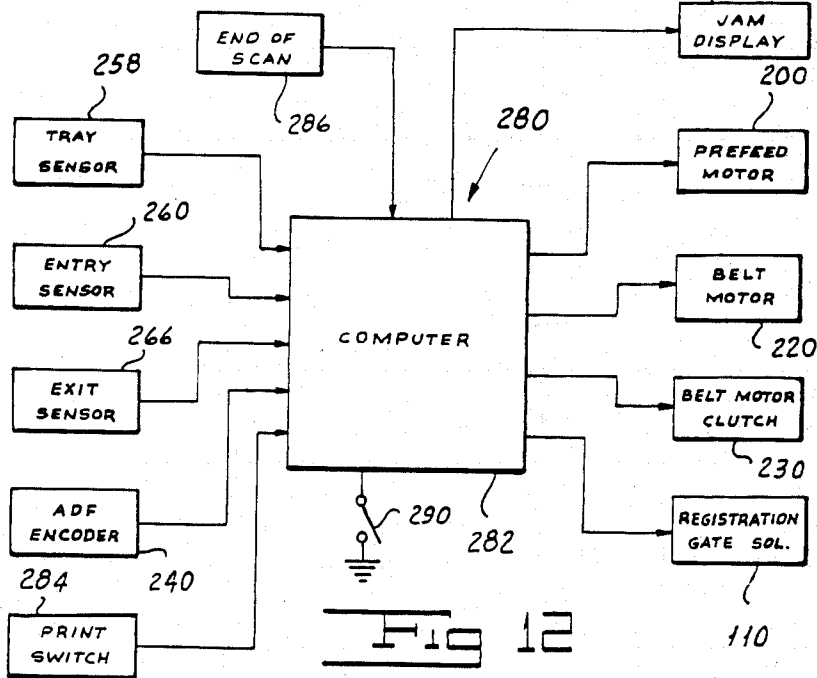 END OF
SCAN
286
JAM
DISPLAY
258
TRAY
SENSOR
280
200
PREFEED
MOTOR
260
ENTRY
SENSOR
BELT
MOTOR
220
COMPUTER
266
EXIT
SENSOR
BELT MOTOR
CLUTCH
230
290
282
ADF
ENCODER
240
REGISTRATION
GATE SOL.
110
284
PRINT
SWITCH
Fig 12